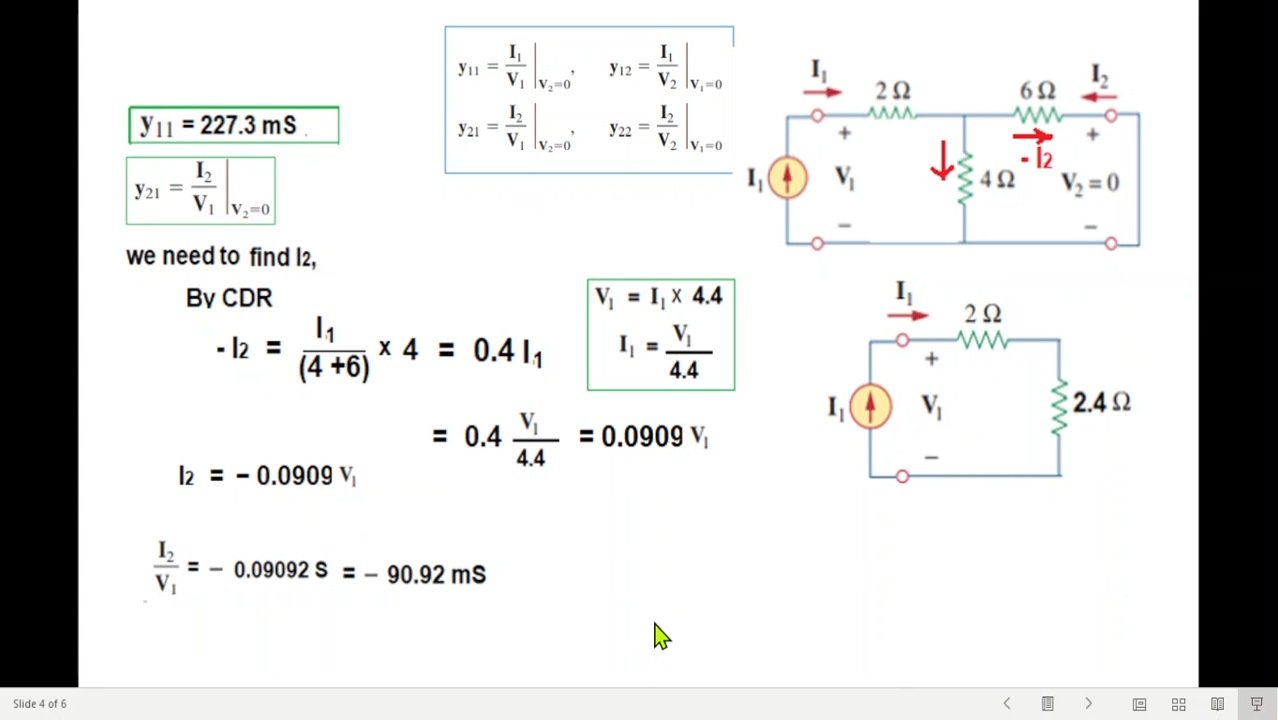 y11 = I1/V1 |V2=0, y12 = I1/V2 |V1=0
y21 = I2/V1 |V2=0, y22 = I2/V2 |V1=0
y11 = 227.3 mS
y21 = I2/V1 |V2=0
we need to find I2,
By CDR
- I2 = I1/(4 +6) x 4 = 0.4 I1
= 0.4 V1/4.4 = 0.0909 V1
I2 = – 0.0909 V1
I2/V1 = – 0.09092 S = – 90.92 mS
V1 = I1 x 4.4
I1 = V1/4.4
I1 2 Ω 6 Ω I2
+ - I2 +
I1 V1 4 Ω V2 = 0
– –
I1 2 Ω
+
I1 V1 2.4 Ω
–
Slide 4 of 6